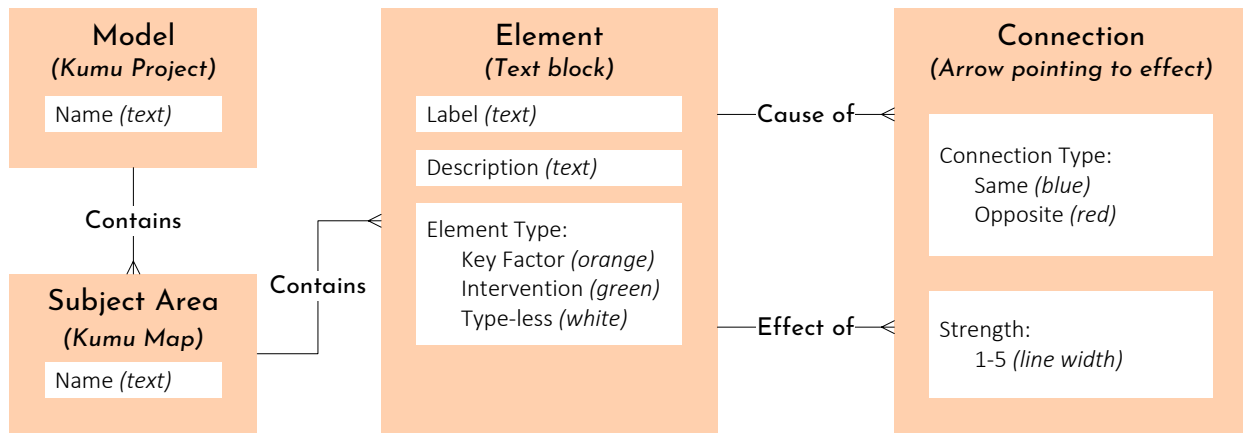 Model
(Kumu Project)
Name (text)
Contains
Subject Area
(Kumu Map)
Name (text)
Contains
Element
(Text block)
Label (text)
Description (text)
Element Type:
Key Factor (orange)
Intervention (green)
Type-less (white)
Cause of
Effect of
Connection
(Arrow pointing to effect)
Connection Type:
Same (blue)
Opposite (red)
Strength:
1-5 (line width)